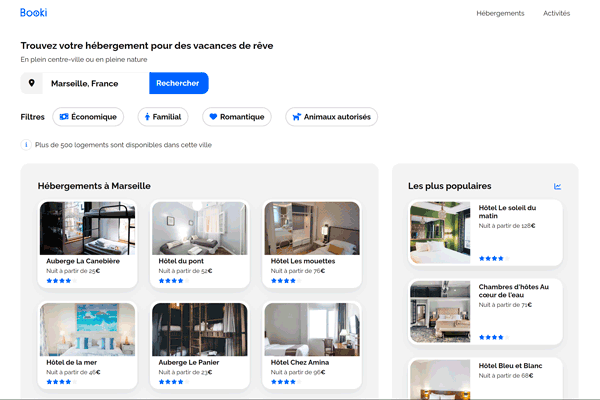 Booki
Hébergements
Activités
Trouvez votre hébergement pour des vacances de rêve
En plein centre-ville ou en pleine nature
Marseille, France
Rechercher
Filtres
Économique
Familial
Romantique
Animaux autorisés
Plus de 500 logements sont disponibles dans cette ville
Hébergements à Marseille
Auberge La Canebière
Nuit à partir de 25€
Hôtel du pont
Nuit à partir de 52€
Hôtel Les mouettes
Nuit à partir de 76€
Hôtel de la mer
Nuit à partir de 46€
Auberge Le Panier
Nuit à partir de 23€
Hôtel Chez Amina
Nuit à partir de 96€
Les plus populaires
Hôtel Le soleil du
matin
Nuit à partir de 128€
Chambres d'hôtes Au
cœur de l'eau
Nuit à partir de 71€
Hôtel Bleu et Blanc
Nuit à partir de 68€